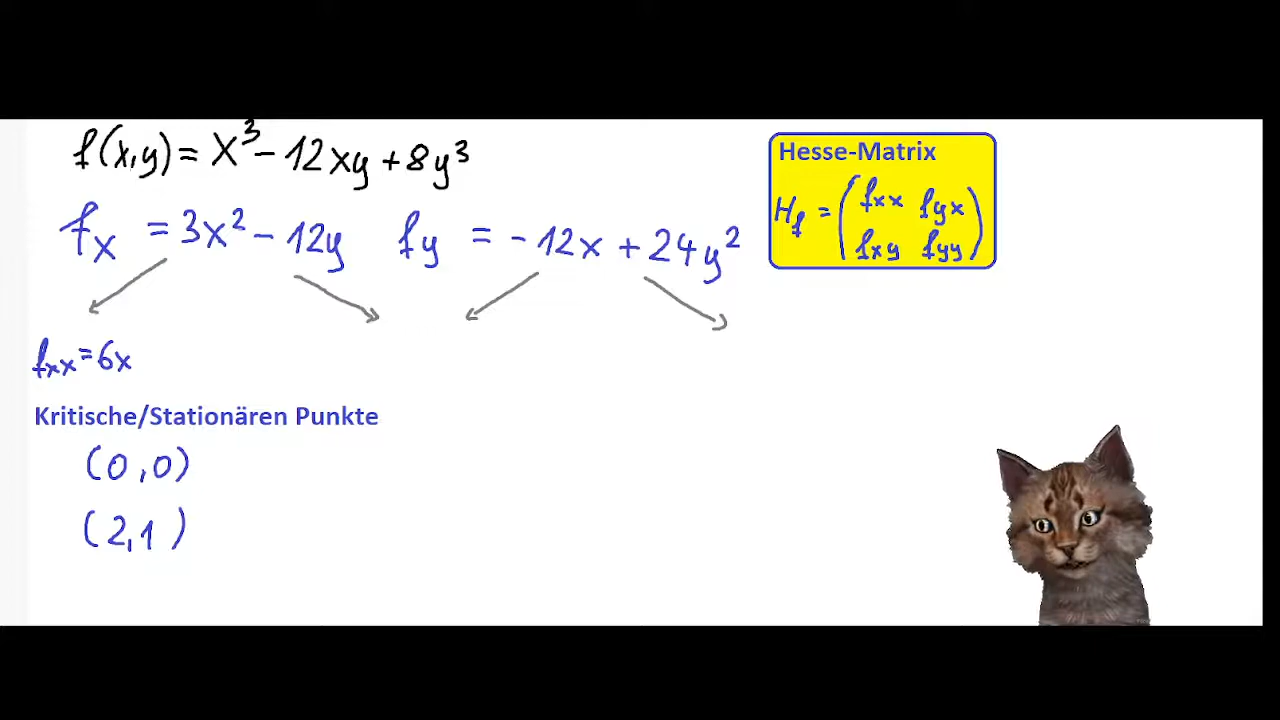 f(x,y) = x³ - 12xy + 8y³
fx = 3x² - 12y fy = -12x + 24y²
Hesse-Matrix
Hf = (fxx fyx
fxy fyy)
fxx = 6x
Kritische/Stationären Punkte
(0,0)
(2,1)